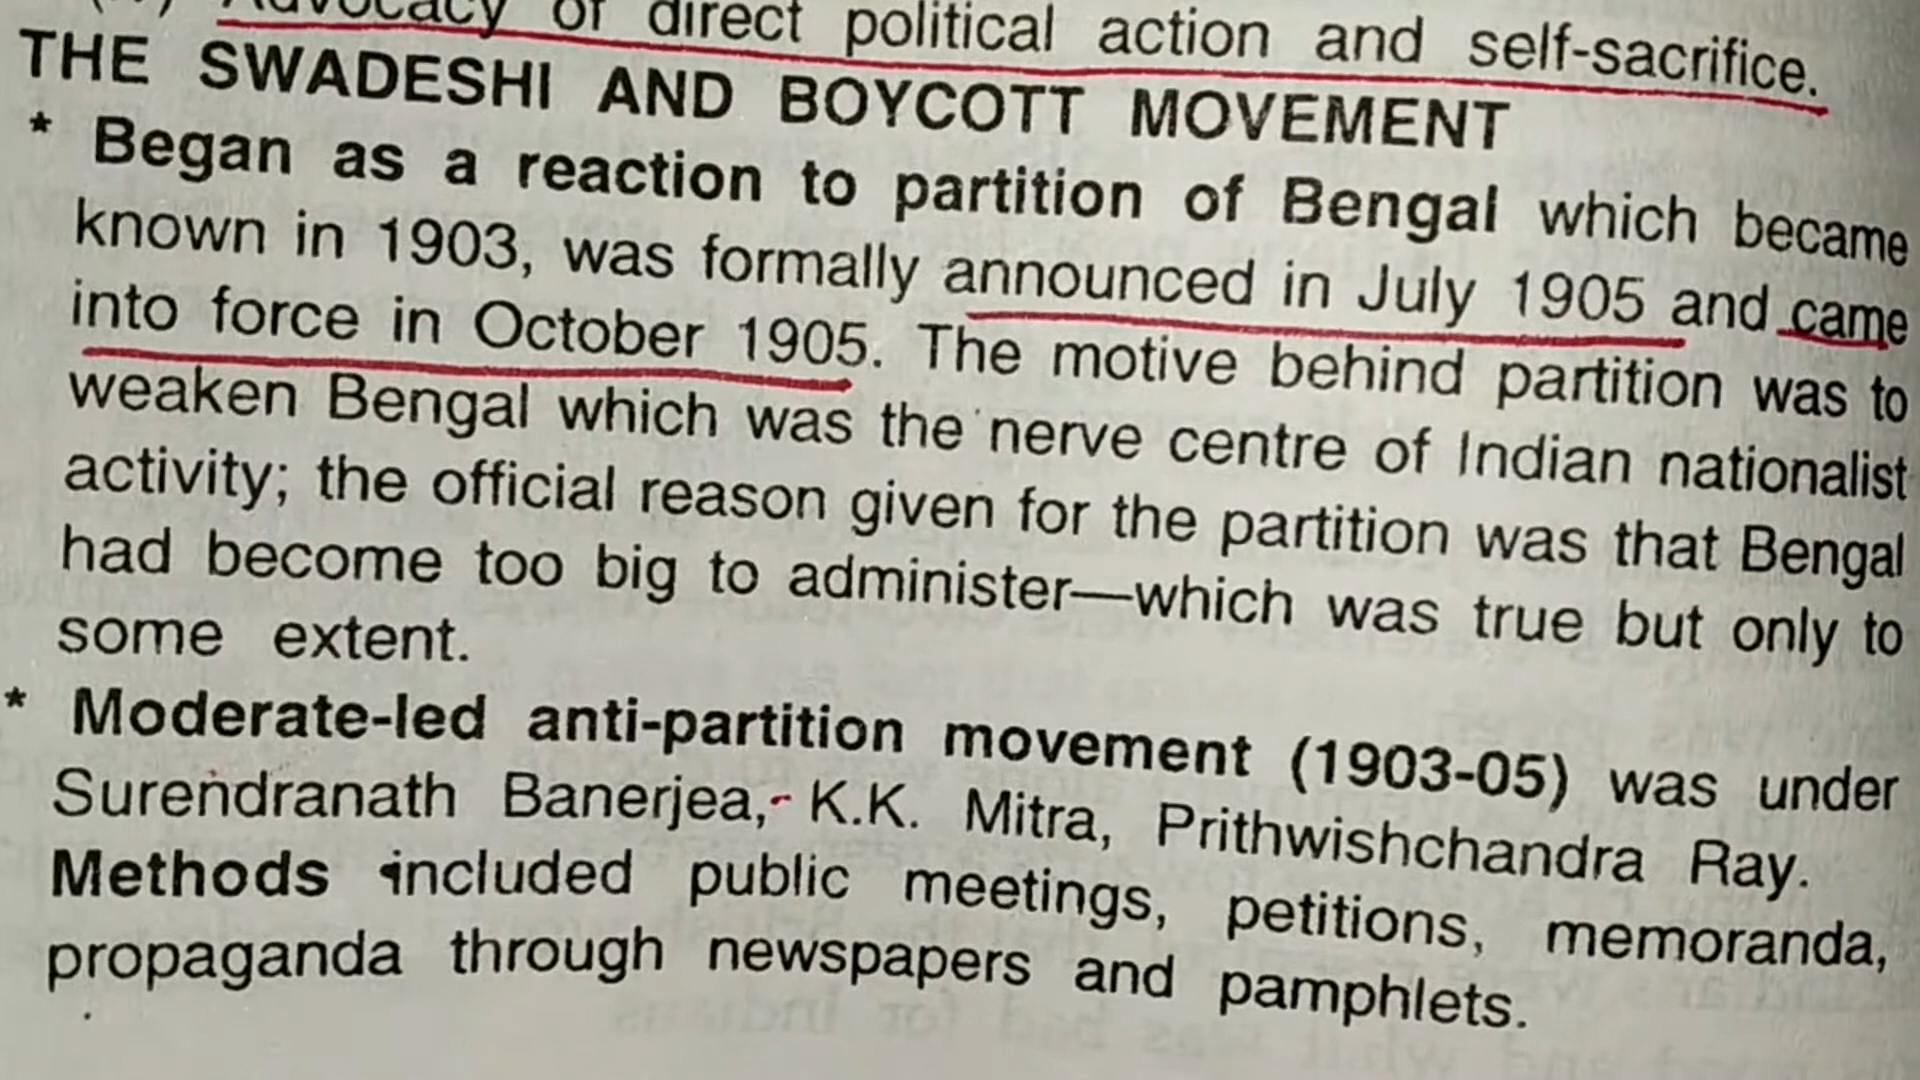 Advocacy of direct political action and self-sacrifice.
THE SWADESHI AND BOYCOTT MOVEMENT
* Began as a reaction to partition of Bengal which became
known in 1903, was formally announced in July 1905 and came
into force in October 1905. The motive behind partition was to
weaken Bengal which was the nerve centre of Indian nationalist
activity; the official reason given for the partition was that Bengal
had become too big to administer—which was true but only to
some extent.
* Moderate-led anti-partition movement (1903-05) was under
Surendranath Banerjea, K.K. Mitra, Prithwishchandra Ray.
Methods included public meetings, petitions, memoranda,
propaganda through newspapers and pamphlets.